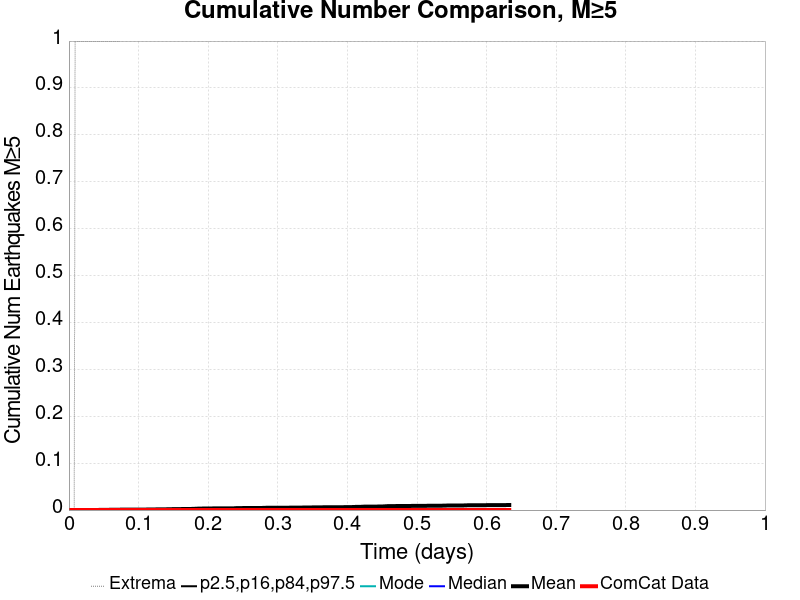 Cumulative Number Comparison, M≥5
Cumulative Num Earthquakes M≥5
1
0.9
0.8
0.7
0.6
0.5
0.4
0.3
0.2
0.1
0
0 0.1 0.2 0.3 0.4 0.5 0.6 0.7 0.8 0.9 1
Time (days)
Extrema p2.5,p16,p84,p97.5 Mode Median Mean ComCat Data